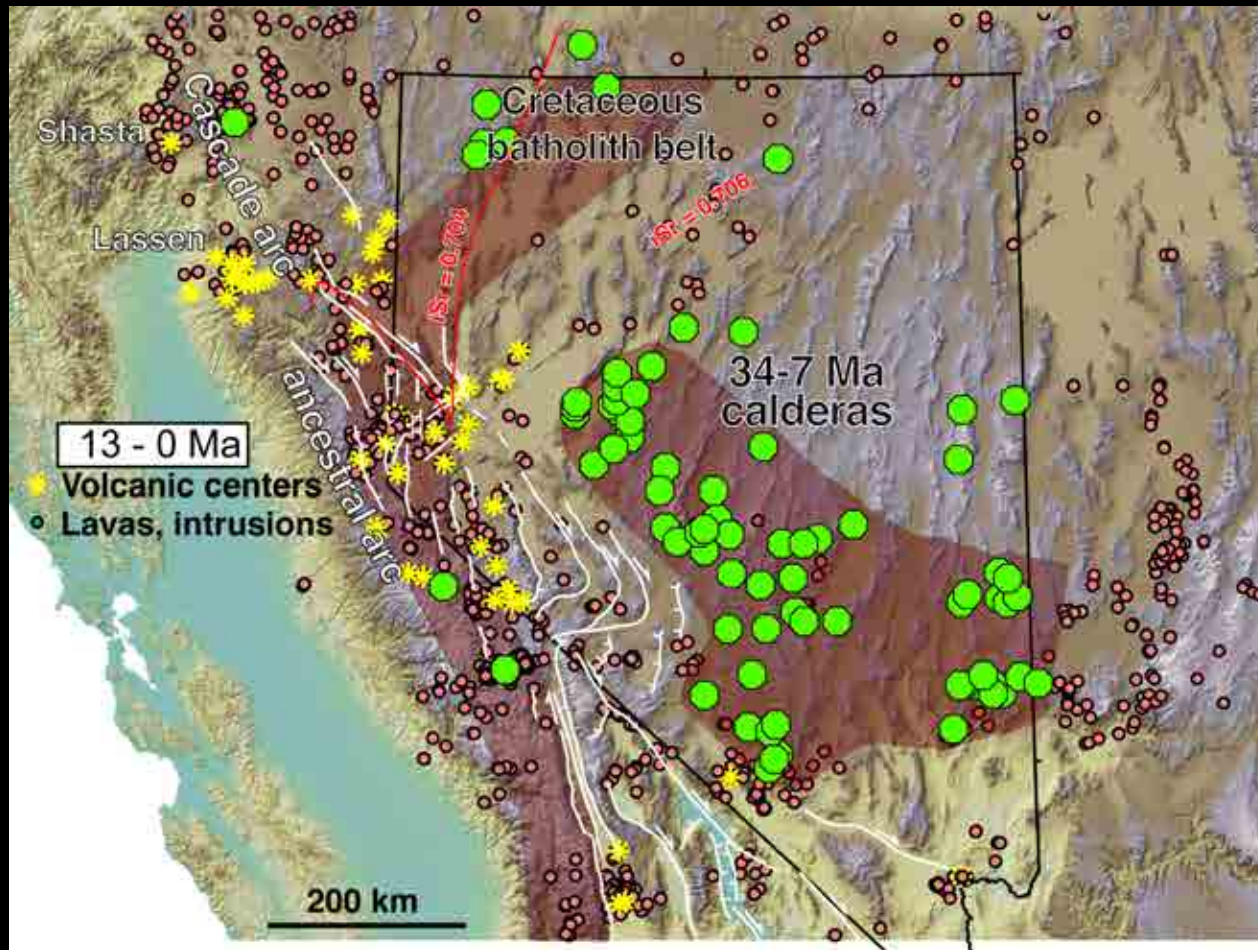 Cretaceous
batholith belt
Shasta
Cascade arc
iSr = 0.706
Lassen
iSr = 0.704
34-7 Ma
calderas
ancestral arc
13 - 0 Ma
Volcanic centers
Lavas, intrusions
200 km